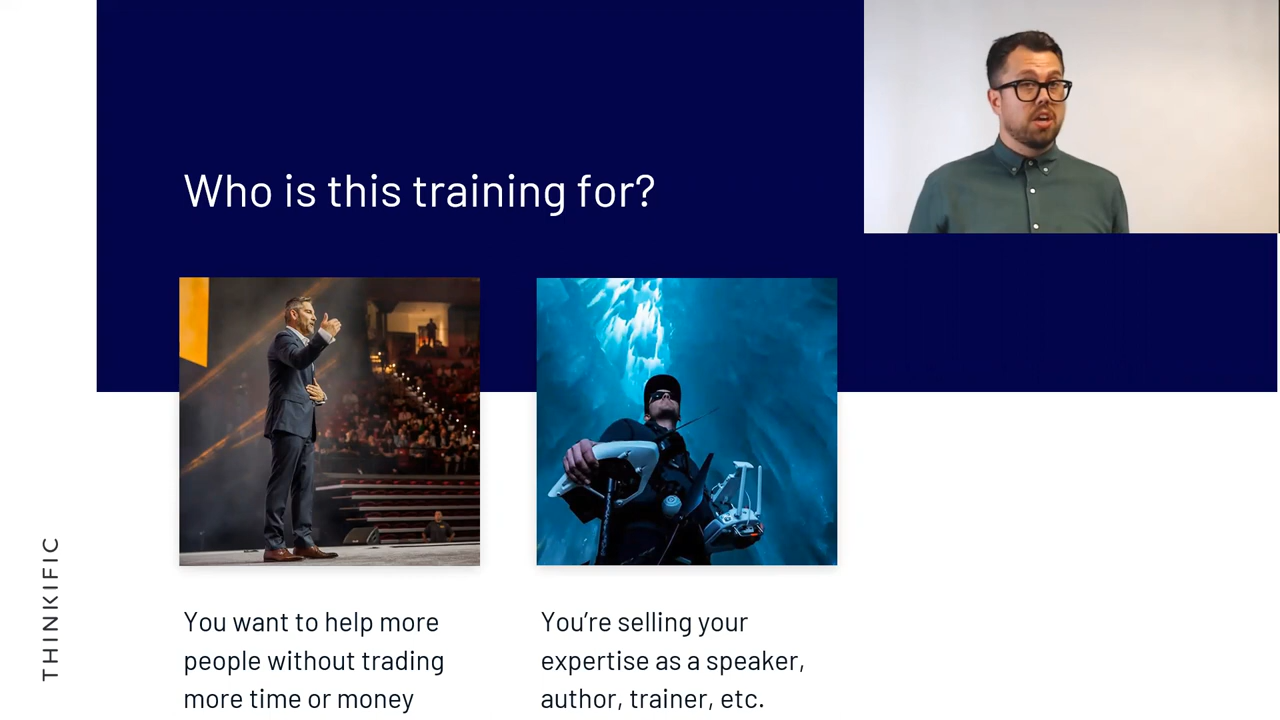 Who is this training for?
You want to help more
people without trading
more time or money
You’re selling your
expertise as a speaker,
author, trainer, etc.
THINKIFIC